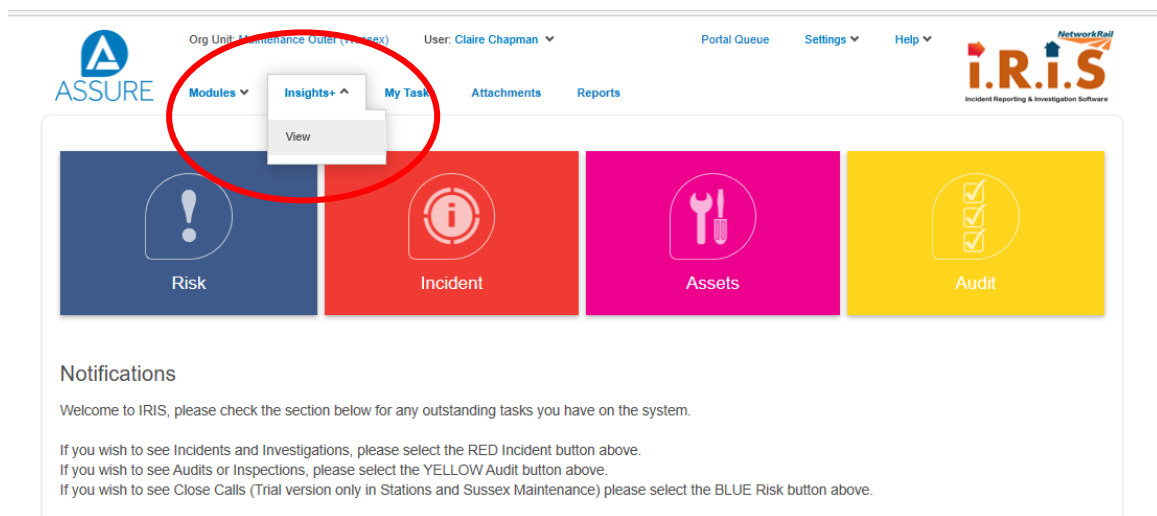 Org Unit: Maintenance Outer (Wessex) User: Claire Chapman Portal Queue Settings Help
ASSURE
Modules Insights+ My Tasks Attachments Reports
View
NetworkRail
i.R.i.S
Incident Reporting & Investigation Software
Risk
Incident
Assets
Audit
Notifications
Welcome to IRIS, please check the section below for any outstanding tasks you have on the system.
If you wish to see Incidents and Investigations, please select the RED Incident button above.
If you wish to see Audits or Inspections, please select the YELLOW Audit button above.
If you wish to see Close Calls (Trial version only in Stations and Sussex Maintenance) please select the BLUE Risk button above.